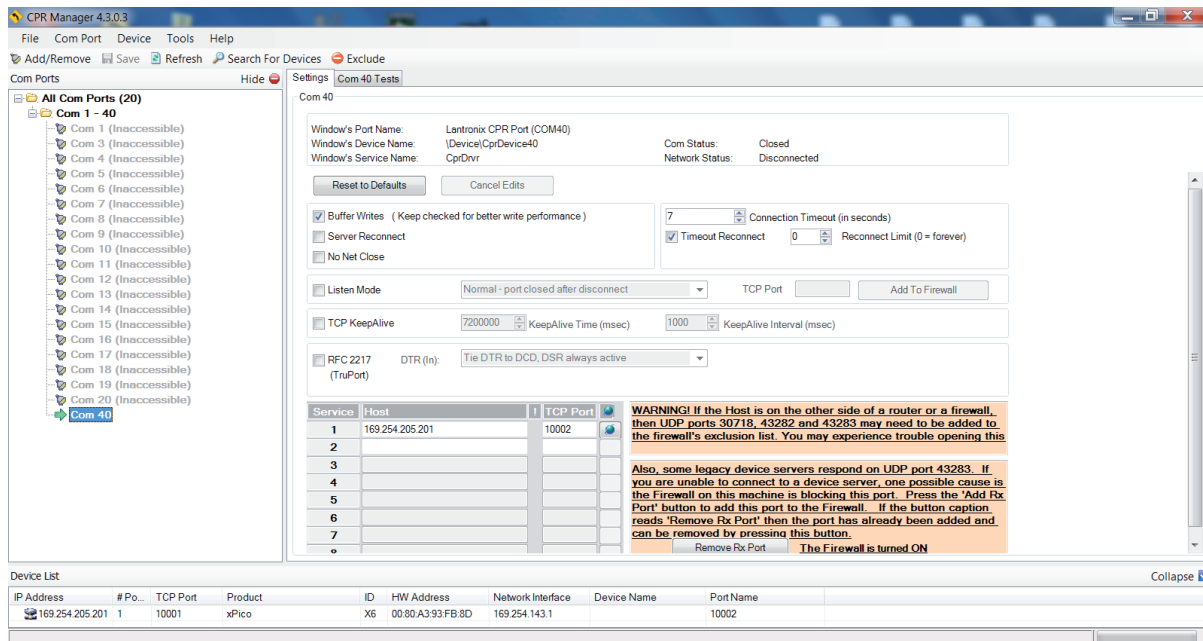 CPR Manager 4.3.0.3
File Com Port Device Tools Help
Add/Remove Save Refresh Search For Devices Exclude
Com Ports Hide
All Com Ports (20)
Com 1 - 40
Com 1 (Inaccessible)
Com 3 (Inaccessible)
Com 4 (Inaccessible)
Com 5 (Inaccessible)
Com 6 (Inaccessible)
Com 7 (Inaccessible)
Com 8 (Inaccessible)
Com 9 (Inaccessible)
Com 10 (Inaccessible)
Com 11 (Inaccessible)
Com 12 (Inaccessible)
Com 13 (Inaccessible)
Com 14 (Inaccessible)
Com 15 (Inaccessible)
Com 16 (Inaccessible)
Com 17 (Inaccessible)
Com 18 (Inaccessible)
Com 19 (Inaccessible)
Com 20 (Inaccessible)
Com 40
Settings Com 40 Tests
Com 40
Window's Port Name: Lantronix CPR Port (COM40)
Window's Device Name: \Device\CprDevice40 Com Status: Closed
Window's Service Name: CprDrvr Network Status: Disconnected
Reset to Defaults Cancel Edits
Buffer Writes ( Keep checked for better write performance )
Server Reconnect
No Net Close
7 Connection Timeout (in seconds)
Timeout Reconnect 0 Reconnect Limit (0 = forever)
Listen Mode Normal - port closed after disconnect TCP Port Add To Firewall
TCP KeepAlive 7200000 KeepAlive Time (msec) 1000 KeepAlive Interval (msec)
RFC 2217 DTR (In): Tie DTR to DCD, DSR always active
(TruPort)
Service Host ! TCP Port
1 169.254.205.201 10002
2
3
4
5
6
7
8
WARNING! If the Host is on the other side of a router or a firewall,
then UDP ports 30718, 43282 and 43283 may need to be added to
the firewall's exclusion list. You may experience trouble opening this
Also, some legacy device servers respond on UDP port 43283. If
you are unable to connect to a device server, one possible cause is
the Firewall on this machine is blocking this port. Press the 'Add Rx
Port' button to add this port to the Firewall. If the button caption
reads 'Remove Rx Port' then the port has already been added and
can be removed by pressing this button.
Remove Rx Port The Firewall is turned ON
Device List Collapse
IP Address # Po... TCP Port Product ID HW Address Network Interface Device Name Port Name
169.254.205.201 1 10001 xPico X6 00:80:A3:93:FB:8D 169.254.143.1 10002